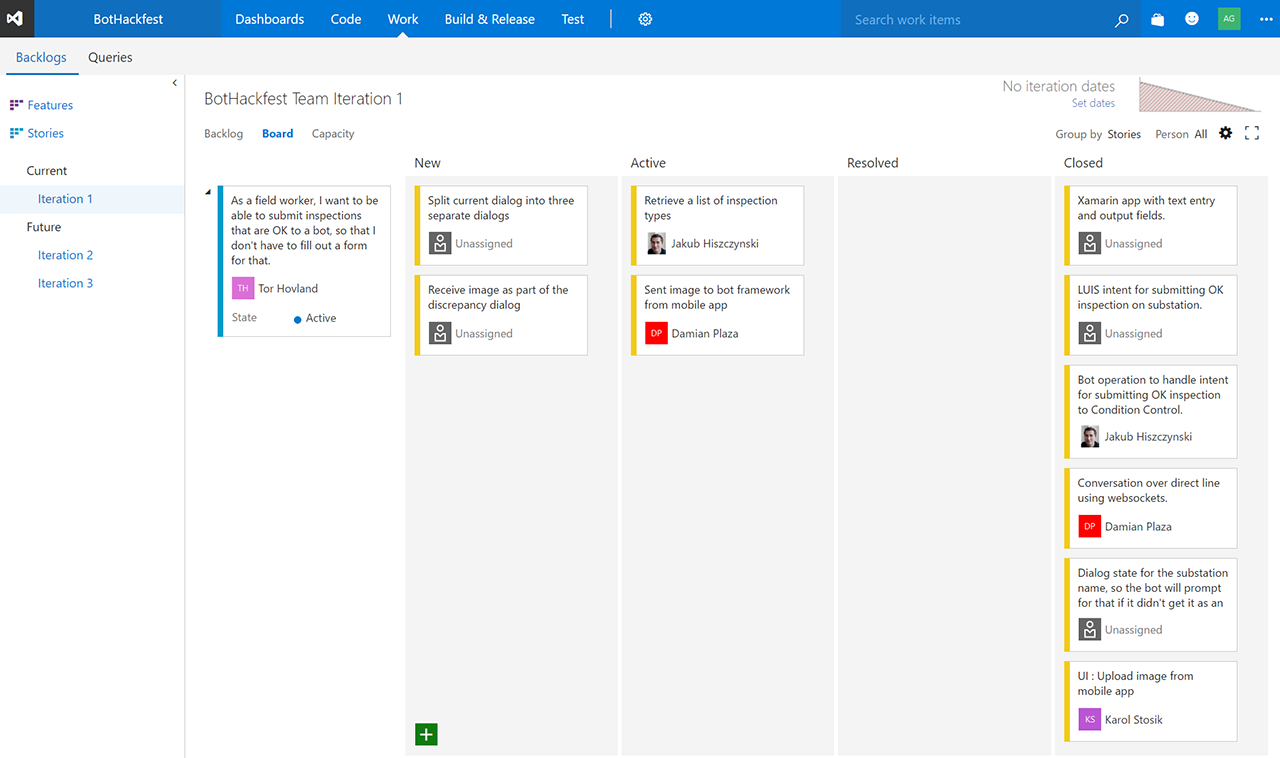 BotHackfest
Dashboards Code Work Build & Release Test
Search work items
AG
Backlogs Queries
Features
Stories
Current
Iteration 1
Future
Iteration 2
Iteration 3
BotHackfest Team Iteration 1
No iteration dates
Set dates
Backlog Board Capacity
Group by Stories Person All
New Active Resolved Closed
As a field worker, I want to be
able to submit inspections
that are OK to a bot, so that I
don't have to fill out a form
for that.
TH Tor Hovland
State Active
Split current dialog into three
separate dialogs
Unassigned
Receive image as part of the
discrepancy dialog
Unassigned
Retrieve a list of inspection
types
Jakub Hiszczynski
Sent image to bot framework
from mobile app
DP Damian Plaza
Xamarin app with text entry
and output fields.
Unassigned
LUIS intent for submitting OK
inspection on substation.
Unassigned
Bot operation to handle intent
for submitting OK inspection
to Condition Control.
Jakub Hiszczynski
Conversation over direct line
using websockets.
DP Damian Plaza
Dialog state for the substation
name, so the bot will prompt
for that if it didn't get it as an
Unassigned
UI : Upload image from
mobile app
KS Karol Stosik